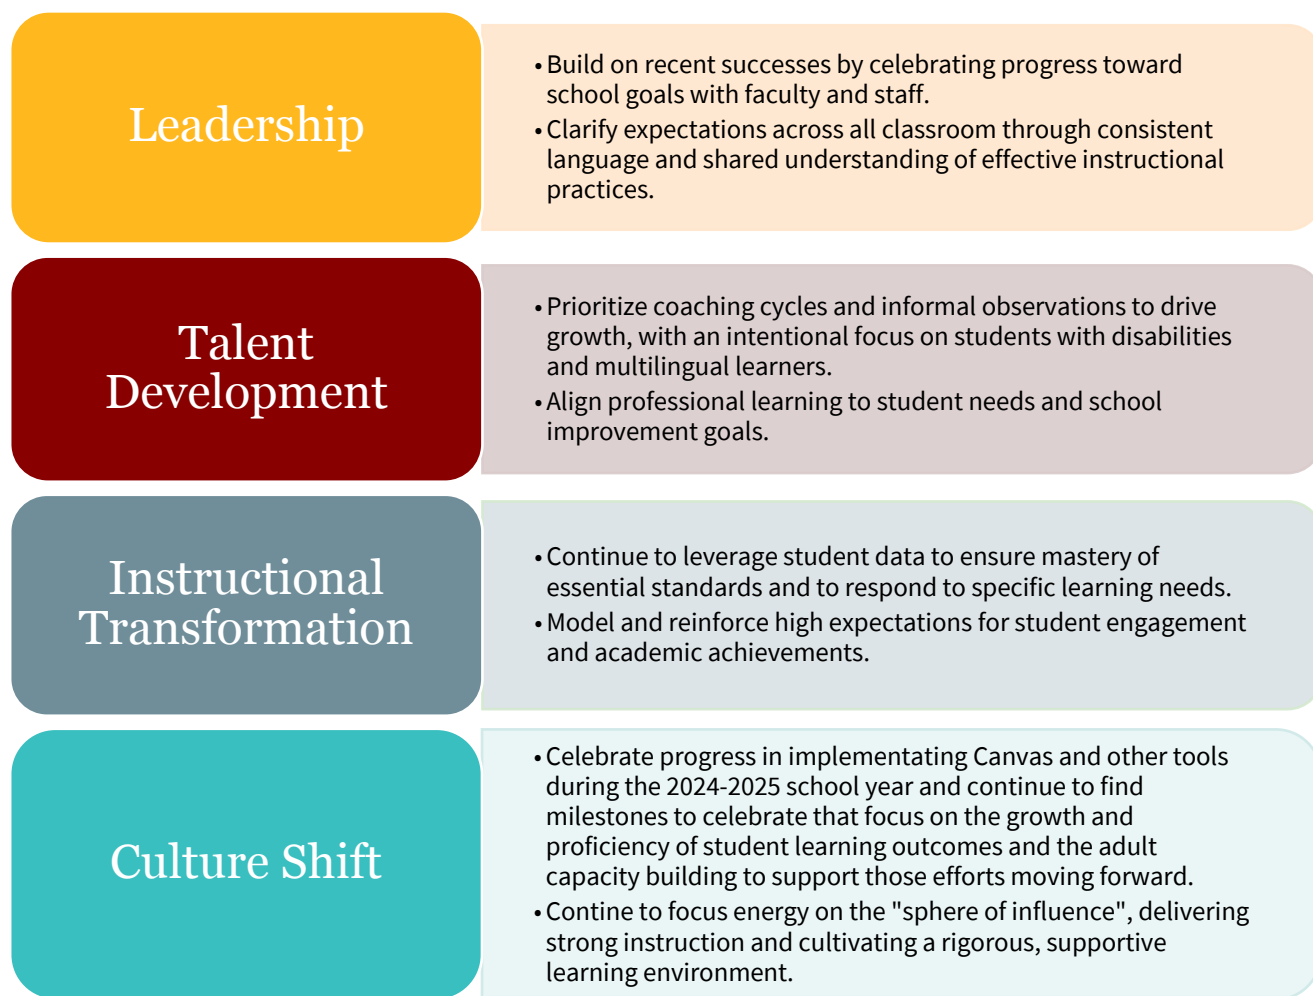 Leadership
• Build on recent successes by celebrating progress toward
school goals with faculty and staff.
• Clarify expectations across all classroom through consistent
language and shared understanding of effective instructional
practices.
Talent
Development
• Prioritize coaching cycles and informal observations to drive
growth, with an intentional focus on students with disabilities
and multilingual learners.
• Align professional learning to student needs and school
improvement goals.
Instructional
Transformation
• Continue to leverage student data to ensure mastery of
essential standards and to respond to specific learning needs.
• Model and reinforce high expectations for student engagement
and academic achievements.
Culture Shift
• Celebrate progress in implementating Canvas and other tools
during the 2024-2025 school year and continue to find
milestones to celebrate that focus on the growth and
proficiency of student learning outcomes and the adult
capacity building to support those efforts moving forward.
• Contine to focus energy on the "sphere of influence", delivering
strong instruction and cultivating a rigorous, supportive
learning environment.